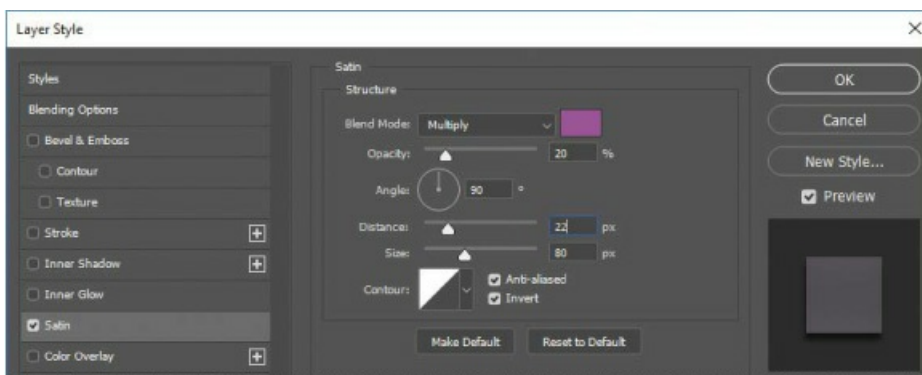 Layer Style
Styles
Blending Options
Bevel & Emboss
Contour
Texture
Stroke
Inner Shadow
Inner Glow
Satin
Color Overlay
Satin
Structure
Blend Mode: Multiply
Opacity: 20 %
Angle: 90 °
Distance: 22 px
Size: 80 px
Contour: Anti-aliased
Invert
Make Default Reset to Default
OK
Cancel
New Style...
Preview